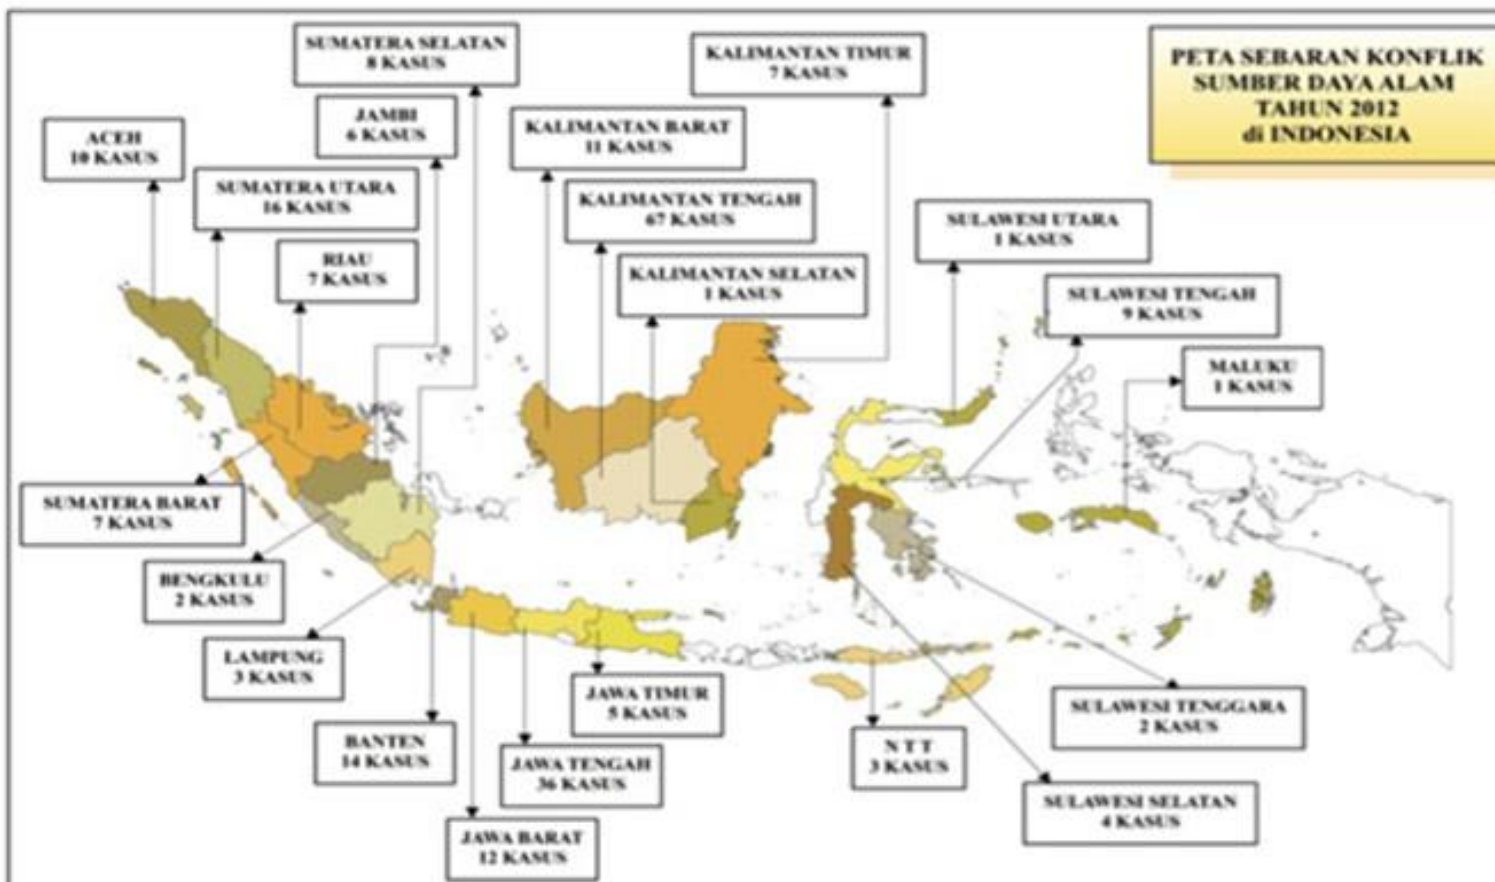 SUMATERA SELATAN
8 KASUS
KALIMANTAN TIMUR
7 KASUS
PETA SEBARAN KONFLIK
SUMBER DAYA ALAM
TAHUN 2012
di INDONESIA
JAMBI
6 KASUS
KALIMANTAN BARAT
11 KASUS
ACEH
10 KASUS
SUMATERA UTARA
16 KASUS
KALIMANTAN TENGAH
67 KASUS
SULAWESI UTARA
1 KASUS
RIAU
7 KASUS
KALIMANTAN SELATAN
1 KASUS
SULAWESI TENGAH
9 KASUS
MALUKU
1 KASUS
SUMATERA BARAT
7 KASUS
BENGKULU
2 KASUS
LAMPUNG
3 KASUS
JAWA TIMUR
5 KASUS
SULAWESI TENGGARA
2 KASUS
BANTEN
14 KASUS
N T T
3 KASUS
JAWA TENGAH
36 KASUS
SULAWESI SELATAN
4 KASUS
JAWA BARAT
12 KASUS